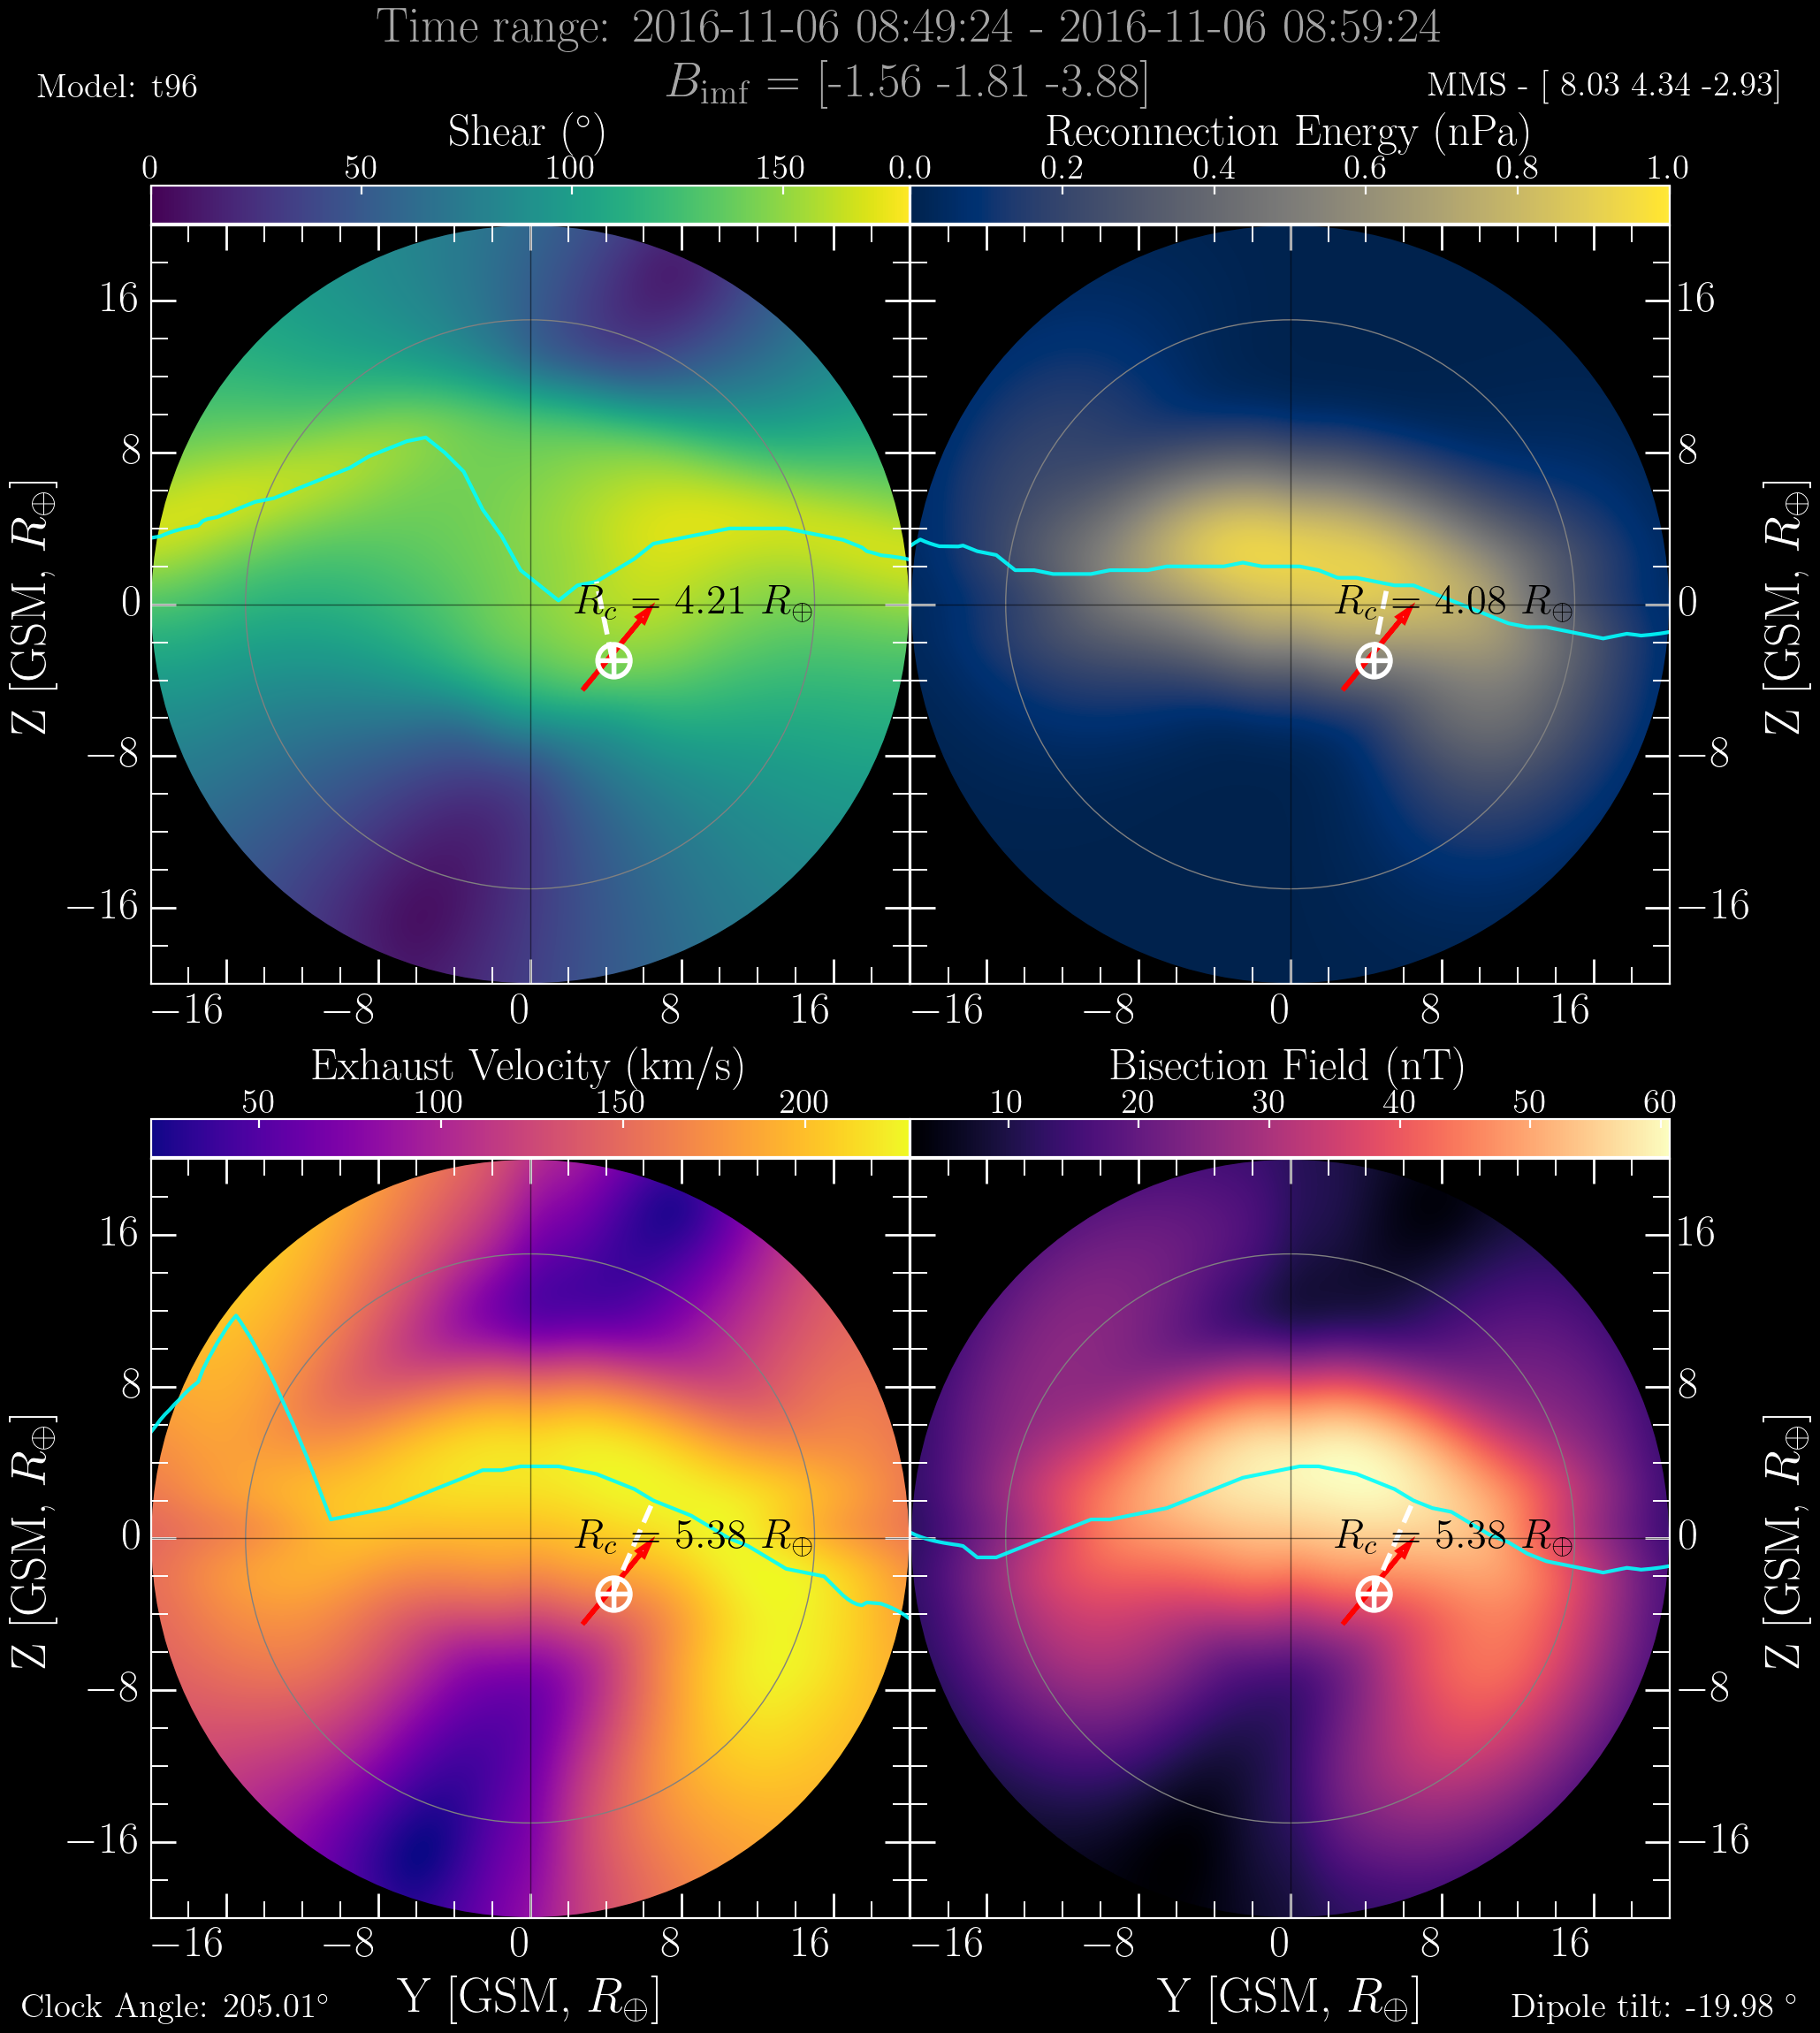 Time range: 2016-11-06 08:49:24 - 2016-11-06 08:59:24
Model: t96
B_imf = [-1.56 -1.81 -3.88]
MMS - [ 8.03 4.34 -2.93]
Shear (°)
Reconnection Energy (nPa)
0 50 100 150
0.0 0.2 0.4 0.6 0.8 1.0
Z [GSM, R⊕]
16
8
0
−8
−16
R_c = 4.21 R⊕
−16 −8 0 8 16
R_c = 4.08 R⊕
16
8
0
−8
−16
Z [GSM, R⊕]
−16 −8 0 8 16
Exhaust Velocity (km/s)
Bisection Field (nT)
50 100 150 200
10 20 30 40 50 60
Z [GSM, R⊕]
16
8
0
−8
−16
R_c = 5.38 R⊕
−16 −8 0 8 16
Y [GSM, R⊕]
R_c = 5.38 R⊕
16
8
0
−8
−16
Z [GSM, R⊕]
−16 −8 0 8 16
Y [GSM, R⊕]
Clock Angle: 205.01°
Dipole tilt: -19.98 °